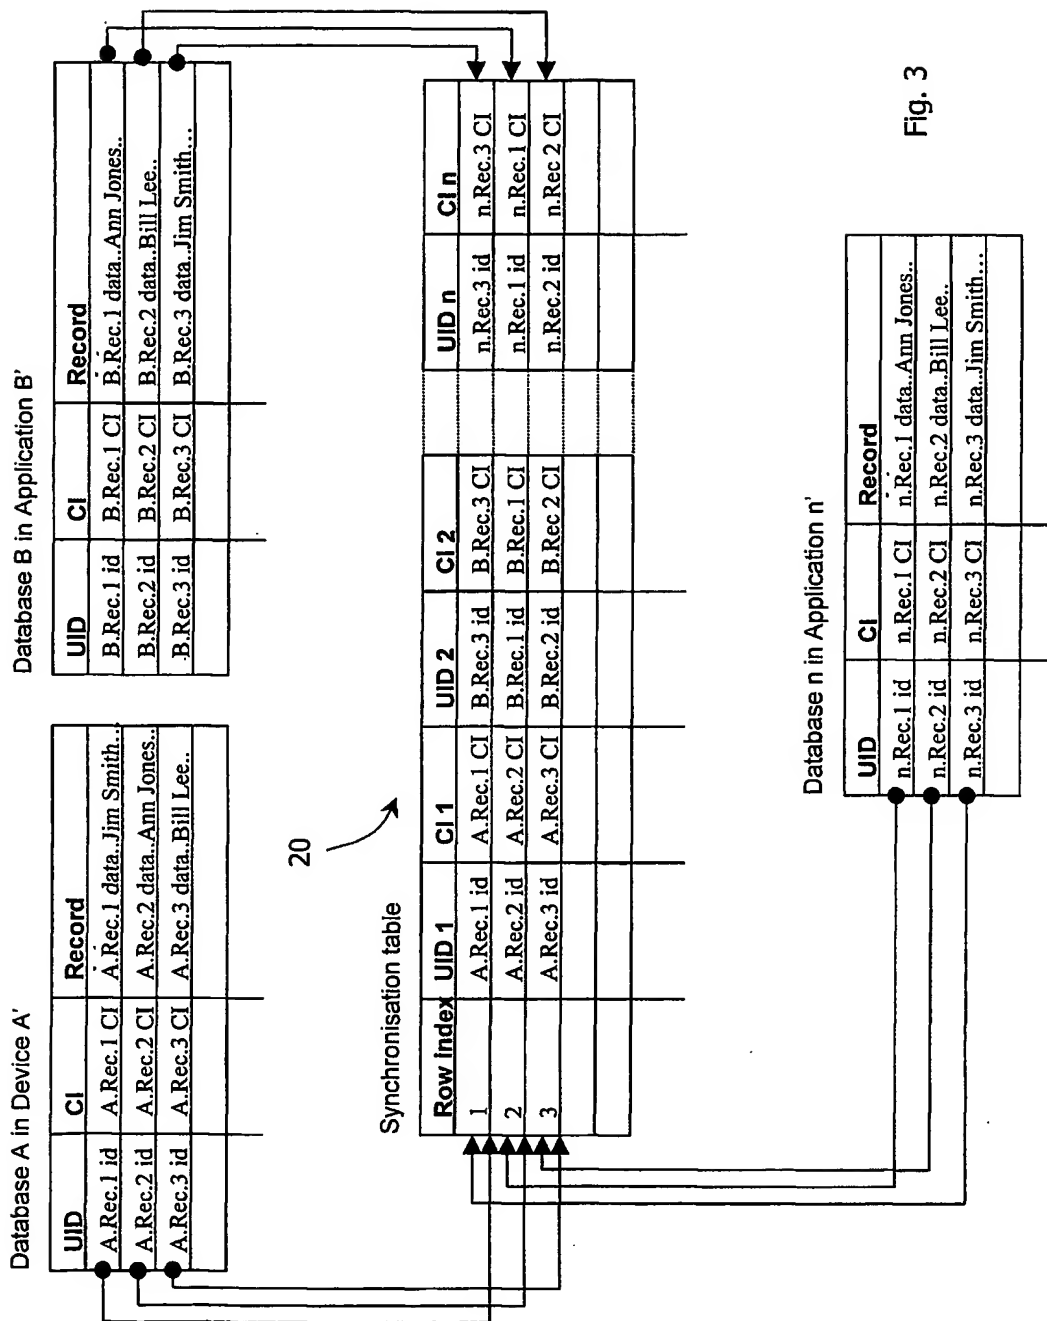 Database A in Device A'
UID CI Record
A.Rec.1 id A.Rec.1 CI A.Rec.1 data..Jim Smith...
A.Rec.2 id A.Rec.2 CI A.Rec.2 data..Ann Jones..
A.Rec.3 id A.Rec.3 CI A.Rec.3 data..Bill Lee..
Database B in Application B'
UID CI Record
B.Rec.1 id B.Rec.1 CI B.Rec.1 data..Ann Jones..
B.Rec.2 id B.Rec.2 CI B.Rec.2 data..Bill Lee..
B.Rec.3 id B.Rec.3 CI B.Rec.3 data..Jim Smith...
20
Synchronisation table
Row Index UID 1 CI 1 UID 2 CI 2 UID n CI n
1 A.Rec.1 id A.Rec.1 CI B.Rec.3 id B.Rec.3 CI n.Rec.3 id n.Rec.3 CI
2 A.Rec.2 id A.Rec.2 CI B.Rec.1 id B.Rec.1 CI n.Rec.1 id n.Rec.1 CI
3 A.Rec.3 id A.Rec.3 CI B.Rec.2 id B.Rec 2 CI n.Rec.2 id n.Rec 2 CI
Database n in Application n'
UID CI Record
n.Rec.1 id n.Rec.1 CI n.Rec.1 data..Ann Jones..
n.Rec.2 id n.Rec.2 CI n.Rec.2 data..Bill Lee..
n.Rec.3 id n.Rec.3 CI n.Rec.3 data..Jim Smith...
Fig. 3